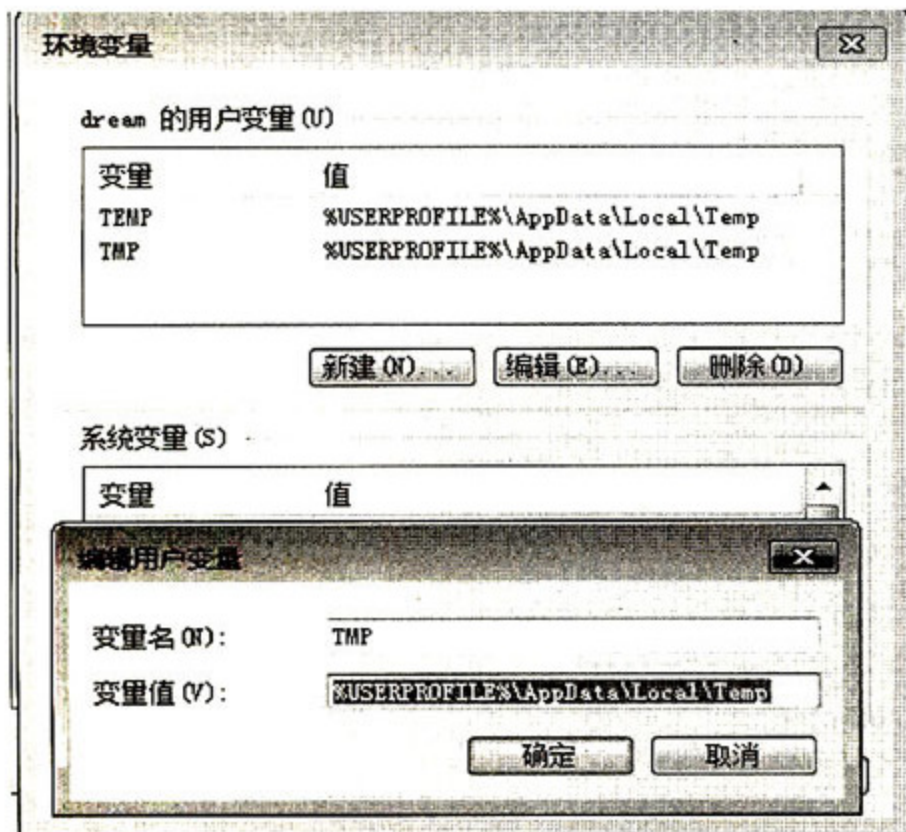 环境变量
dream 的用户变量(U)
变量 值
TEMP %USERPROFILE%\AppData\Local\Temp
TMP %USERPROFILE%\AppData\Local\Temp
新建(N)... 编辑(E)... 删除(D)
系统变量(S)
变量 值
编辑用户变量
变量名(N): TMP
变量值(V): %USERPROFILE%\AppData\Local\Temp
确定 取消